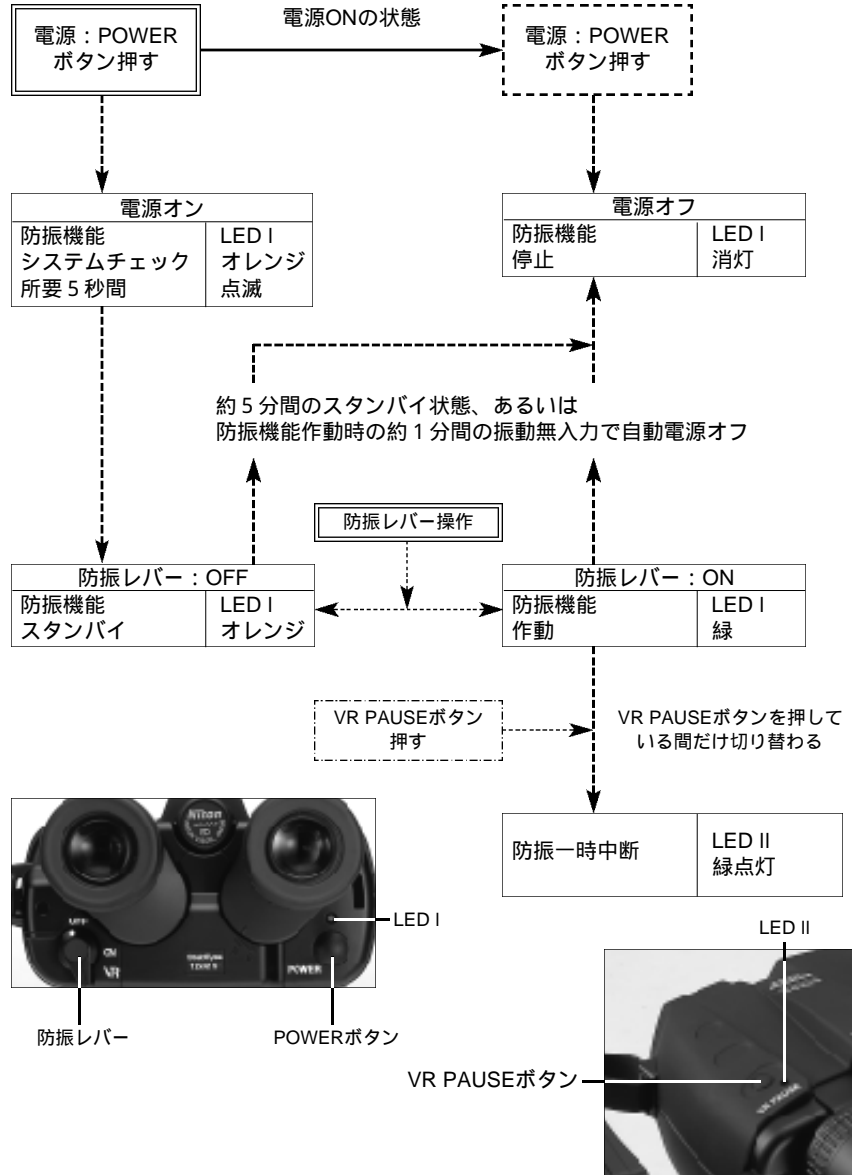 電源ONの状態
電源：POWER
ボタン押す
電源：POWER
ボタン押す
電源オン
防振機能
システムチェック
所要5秒間
LED I
オレンジ
点滅
電源オフ
防振機能
停止
LED I
消灯
約5分間のスタンバイ状態、あるいは
防振機能作動時の約1分間の振動無入力で自動電源オフ
防振レバー操作
防振レバー：OFF
防振機能
スタンバイ
LED I
オレンジ
防振レバー：ON
防振機能
作動
LED I
緑
VR PAUSEボタン
押す
VR PAUSEボタンを押して
いる間だけ切り替わる
防振一時中断
LED II
緑点灯
Nikon
OFF
ON
VR
POWER
LED I
防振レバー
POWERボタン
LED II
VR PAUSEボタン
VR PAUSE